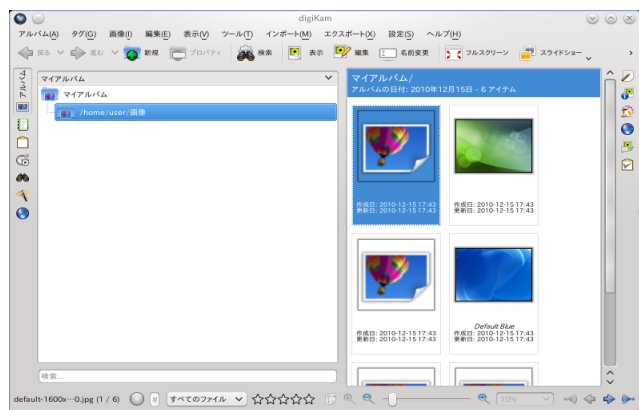 digiKam
アルバム(A) タグ(G) 画像(I) 編集(E) 表示(V) ツール(T) インポート(M) エクスポート(X) 設定(S) ヘルプ(H)
戻る 進む 新規 プロパティ 検索 表示 編集 名前変更 フルスクリーン スライドショー
アルバム
マイアルバム
マイアルバム
/home/user/画像
マイアルバム/
アルバムの日付: 2010年12月15日 - 6 アイテム
作成日: 2010-12-15 17:43
更新日: 2010-12-15 17:43
作成日: 2010-12-15 17:43
更新日: 2010-12-15 17:43
作成日: 2010-12-15 17:43
更新日: 2010-12-15 17:43
Default Blue
作成日: 2010-12-15 17:43
更新日: 2010-12-15 17:43
検索...
default-1600x···0.jpg (1 / 6) すべてのファイル 10%